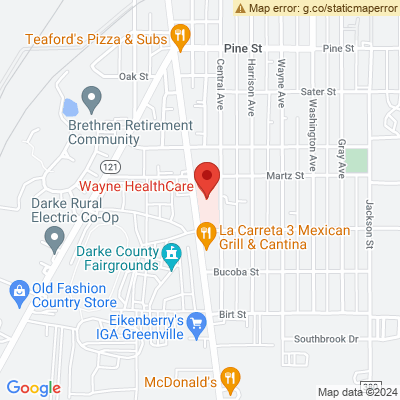 Map error: g.co/staticmaperror
Teaford's Pizza & Subs
Pine St
Pine St
Oak St
Central Ave
Harrison Ave
Wayne Ave
Sater St
Washington Ave
Brethren Retirement
Community
Gray Ave
121
Martz St
Wayne HealthCare
Darke Rural
Electric Co-Op
Jackson St
La Carreta 3 Mexican
Grill & Cantina
Darke County
Fairgrounds
Bucoba St
Old Fashion
Country Store
Birt St
Eikenberry's
IGA Greenville
Southbrook Dr
McDonald's
Google
Map data ©2024